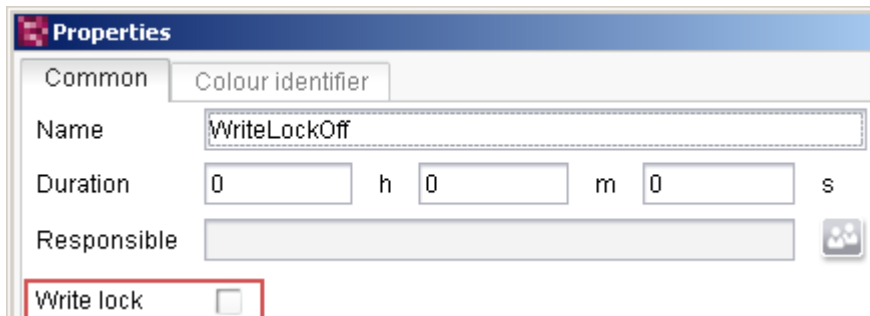 Properties
Common Colour identifier
Name WriteLockOff
Duration 0 h 0 m 0 s
Responsible
Write lock